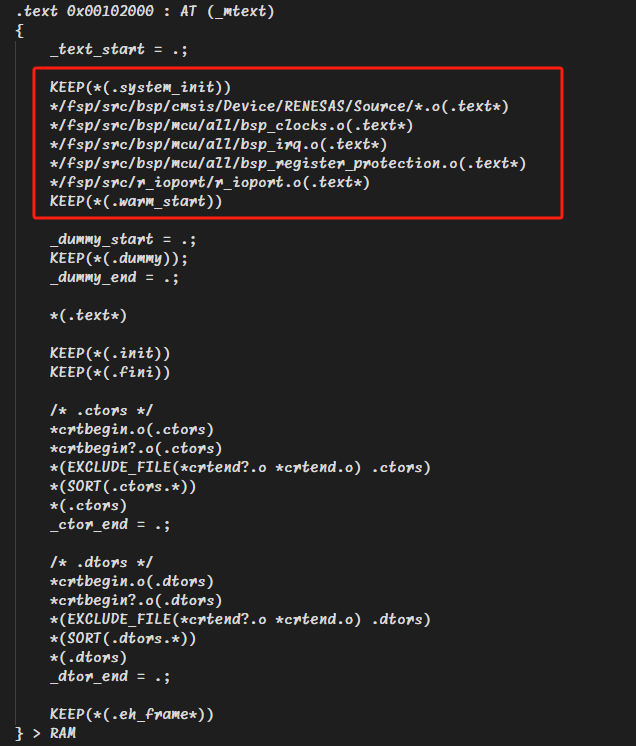 .text 0x00102000 : AT (_mtext)
{
_text_start = .;
KEEP(*(.system_init))
*/fsp/src/bsp/cmsis/Device/RENESAS/Source/*.o(.text*)
*/fsp/src/bsp/mcu/all/bsp_clocks.o(.text*)
*/fsp/src/bsp/mcu/all/bsp_irq.o(.text*)
*/fsp/src/bsp/mcu/all/bsp_register_protection.o(.text*)
*/fsp/src/r_ioport/r_ioport.o(.text*)
KEEP(*(.warm_start))
_dummy_start = .;
KEEP(*(.dummy));
_dummy_end = .;
*(.text*)
KEEP(*(.init))
KEEP(*(.fini))
/* .ctors */
*crtbegin.o(.ctors)
*crtbegin?.o(.ctors)
*(EXCLUDE_FILE(*crtend?.o *crtend.o) .ctors)
*(SORT(.ctors.*))
*(.ctors)
_ctor_end = .;
/* .dtors */
*crtbegin.o(.dtors)
*crtbegin?.o(.dtors)
*(EXCLUDE_FILE(*crtend?.o *crtend.o) .dtors)
*(SORT(.dtors.*))
*(.dtors)
_dtor_end = .;
KEEP(*(.eh_frame*))
} > RAM